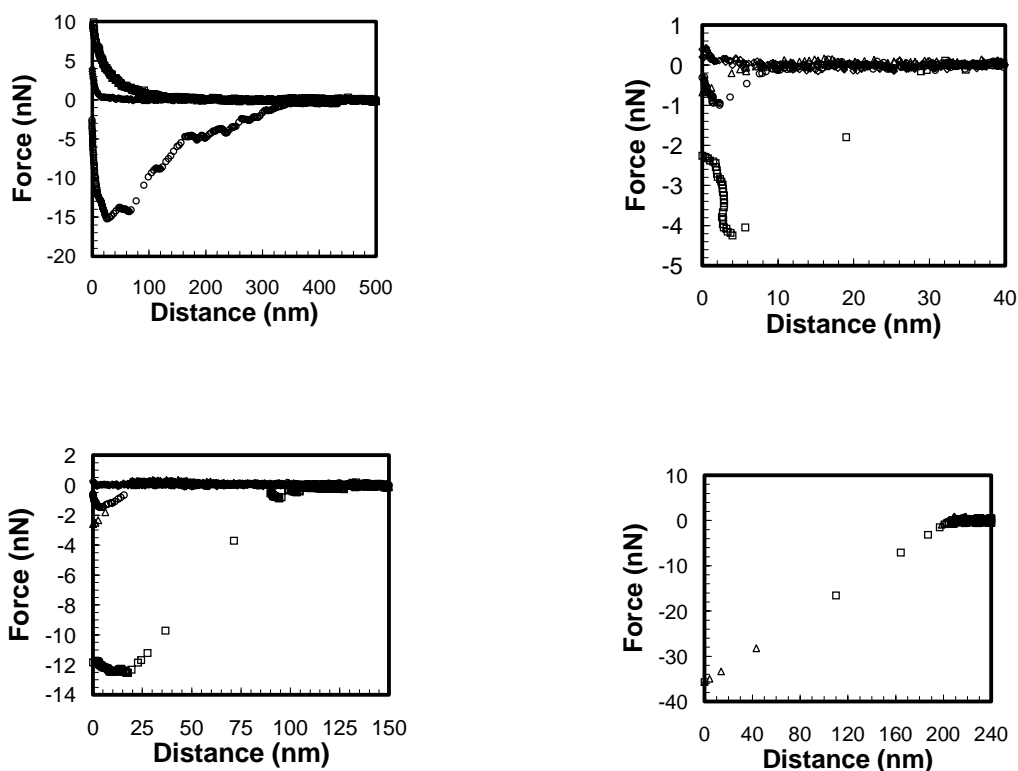 10
5
0
-5
-10
-15
-20
Force (nN)
0 100 200 300 400 500
Distance (nm)
1
0
-1
-2
-3
-4
-5
Force (nN)
0 10 20 30 40
Distance (nm)
2
0
-2
-4
-6
-8
-10
-12
-14
Force (nN)
0 25 50 75 100 125 150
Distance (nm)
10
0
-10
-20
-30
-40
Force (nN)
0 40 80 120 160 200 240
Distance (nm)